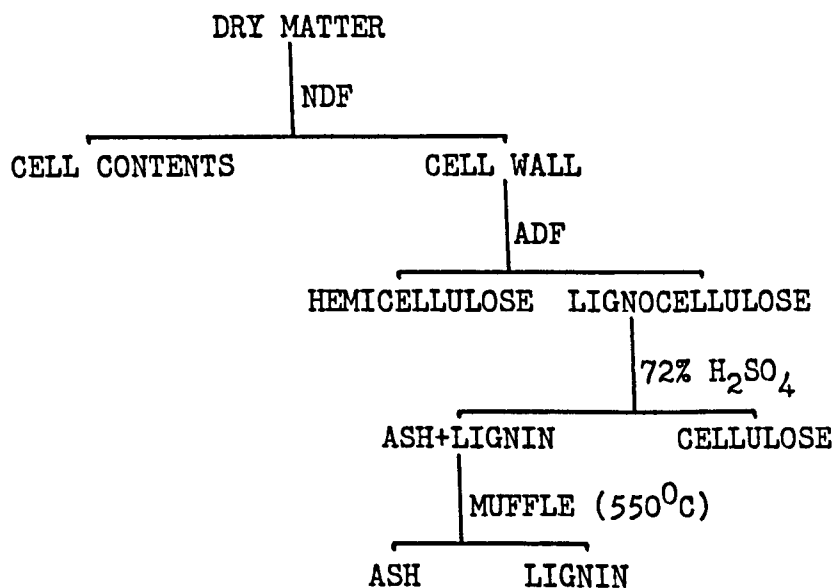 DRY MATTER
NDF
CELL CONTENTS CELL WALL
ADF
HEMICELLULOSE LIGNOCELLULOSE
72% H₂SO₄
ASH+LIGNIN CELLULOSE
MUFFLE (550⁰C)
ASH LIGNIN